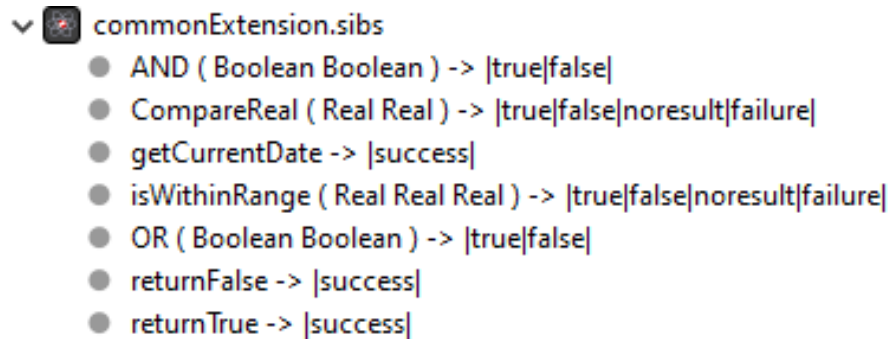 commonExtension.sibs
AND ( Boolean Boolean ) -> |true|false|
CompareReal ( Real Real ) -> |true|false|noresult|failure|
getCurrentDate -> |success|
isWithinRange ( Real Real Real ) -> |true|false|noresult|failure|
OR ( Boolean Boolean ) -> |true|false|
returnFalse -> |success|
returnTrue -> |success|